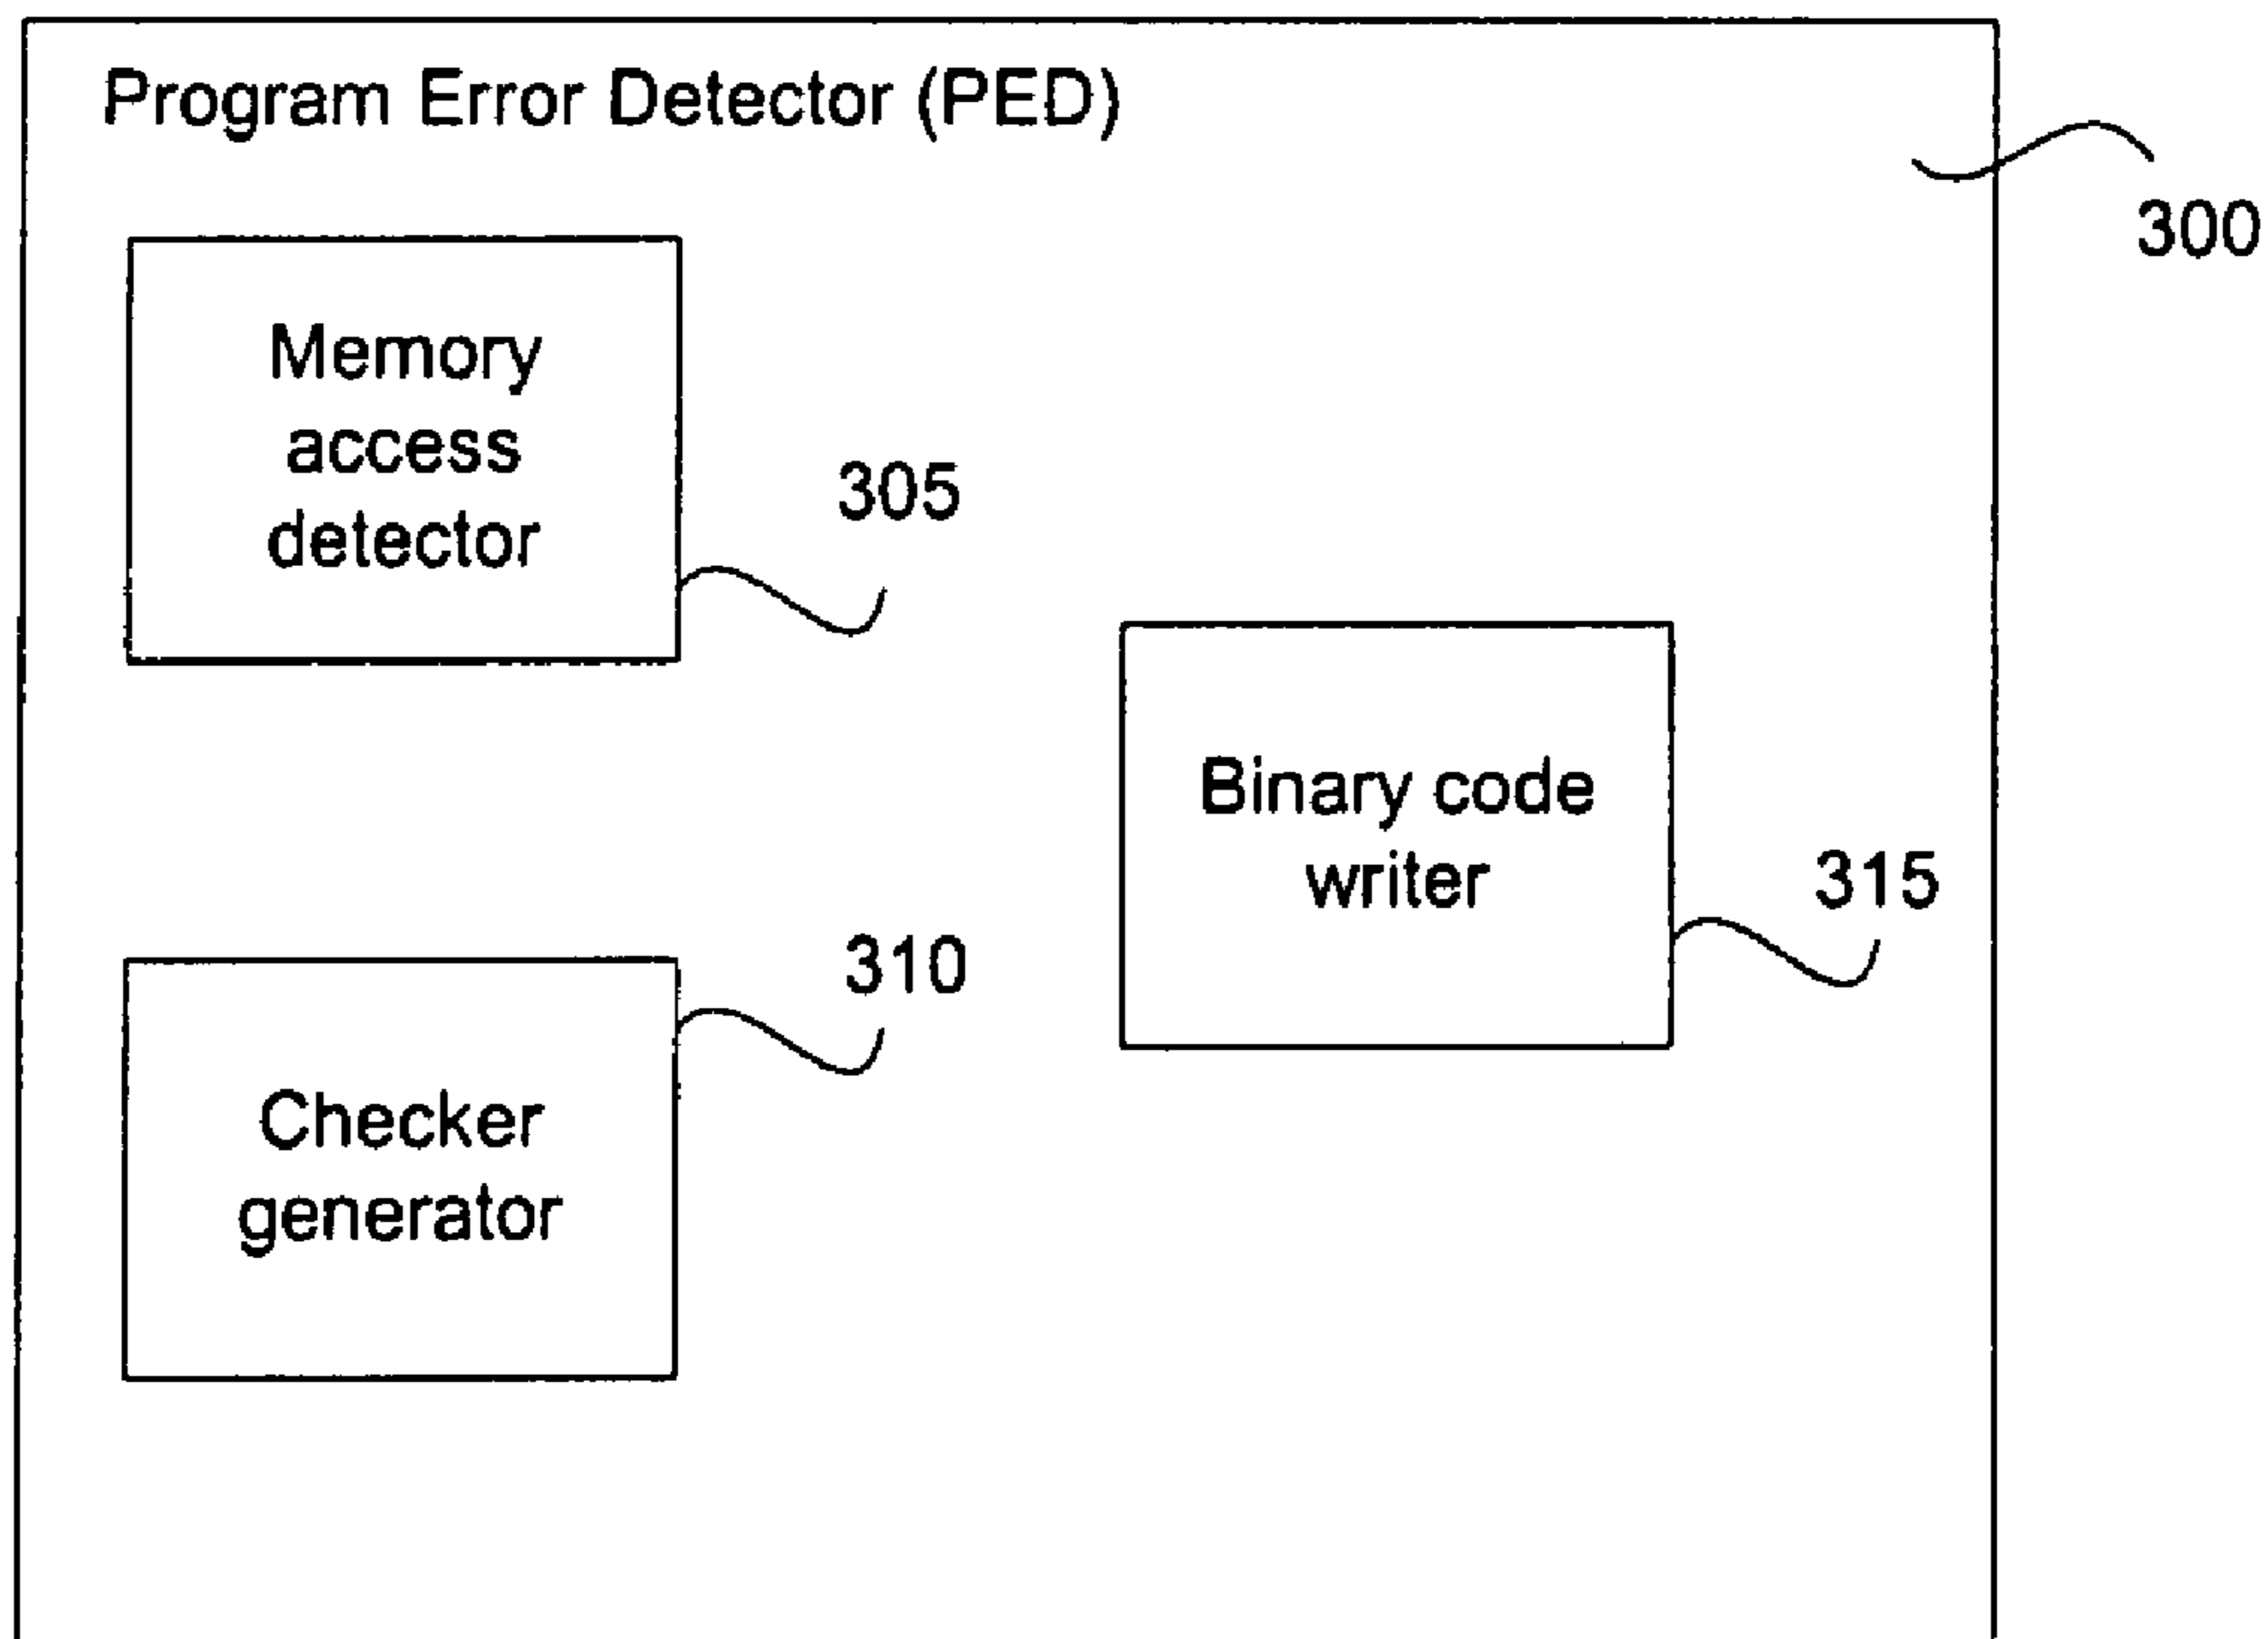 Program Error Detector (PED)
300
Memory
access
detector
305
Binary code
writer
315
310
Checker
generator